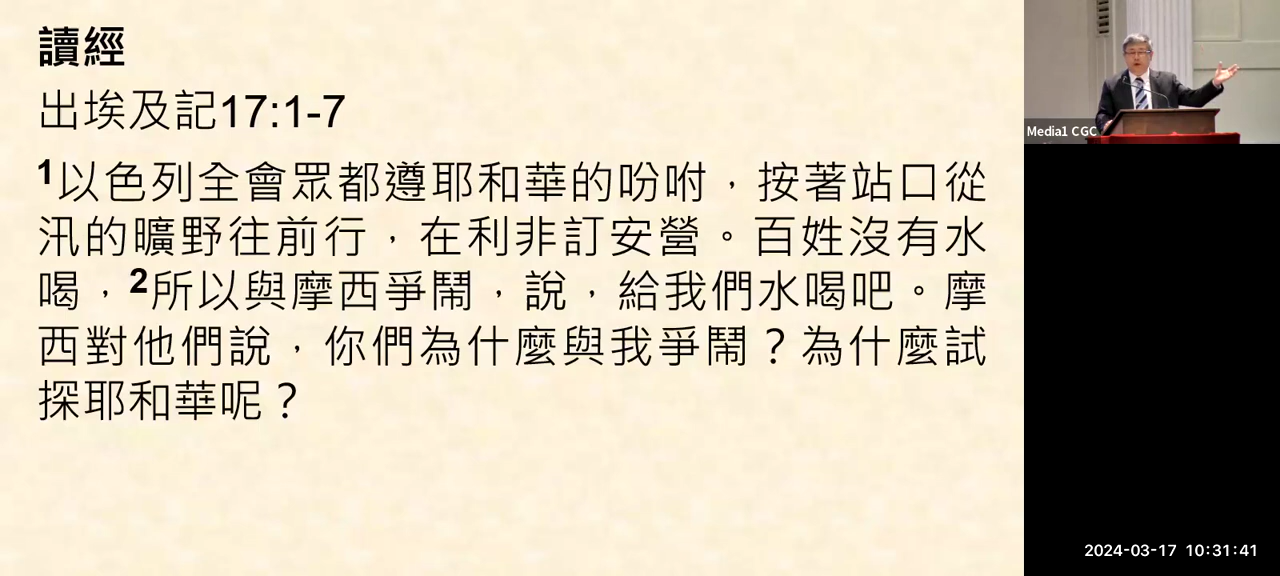 讀經
出埃及記17:1-7
1以色列全會眾都遵耶和華的吩咐，按著站口從
汛的曠野往前行，在利非訂安營。百姓沒有水
喝，2所以與摩西爭鬧，說，給我們水喝吧。摩
西對他們說，你們為什麼與我爭鬧？為什麼試
探耶和華呢？
Media1 CGC
2024-03-17 10:31:41